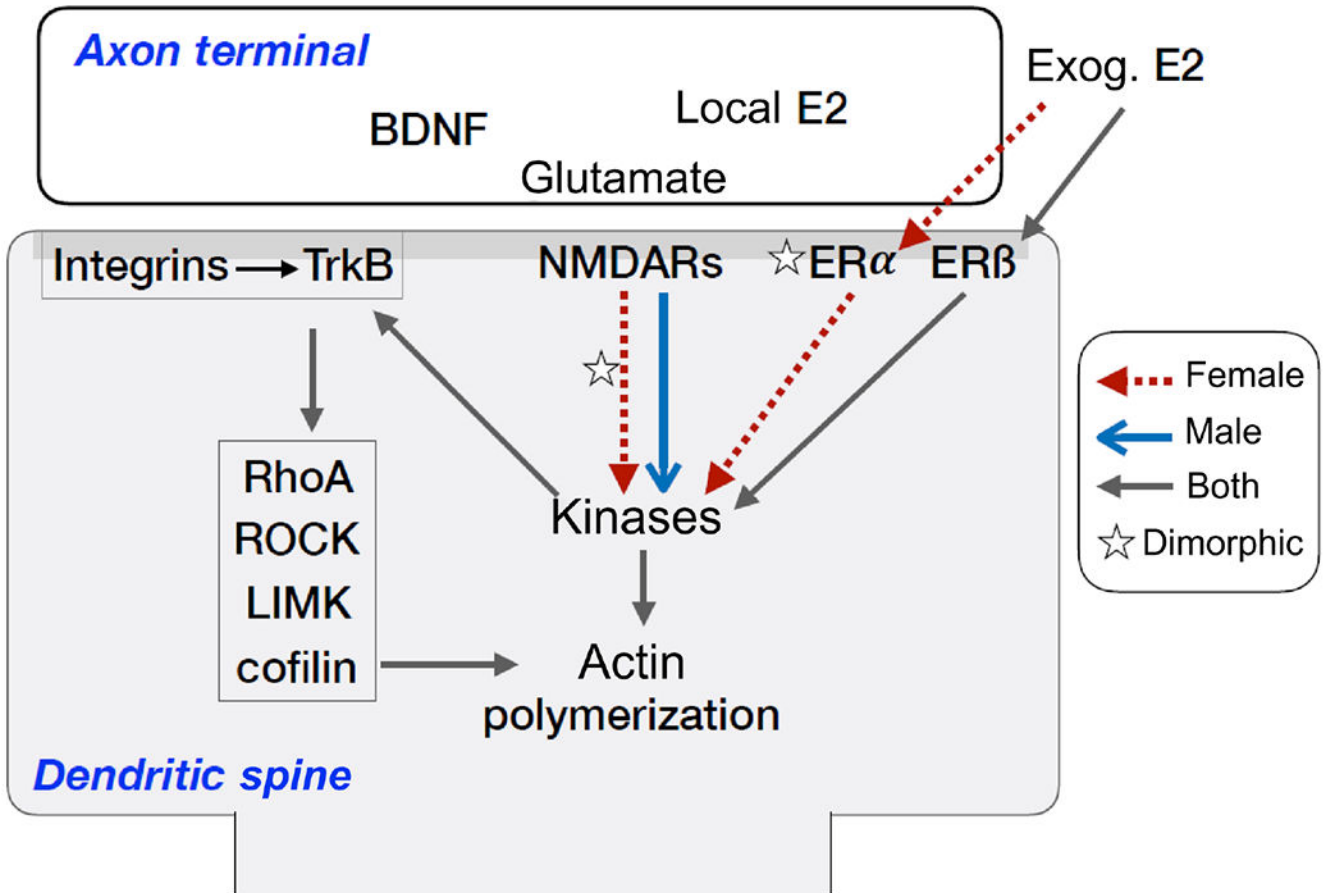 Axon terminal
Exog. E2
Local E2
BDNF
Glutamate
Integrins TrkB NMDARs ☆ERα ERß
☆
Female
Male
Both
☆Dimorphic
RhoA
ROCK
LIMK
cofilin
Kinases
Actin
polymerization
Dendritic spine